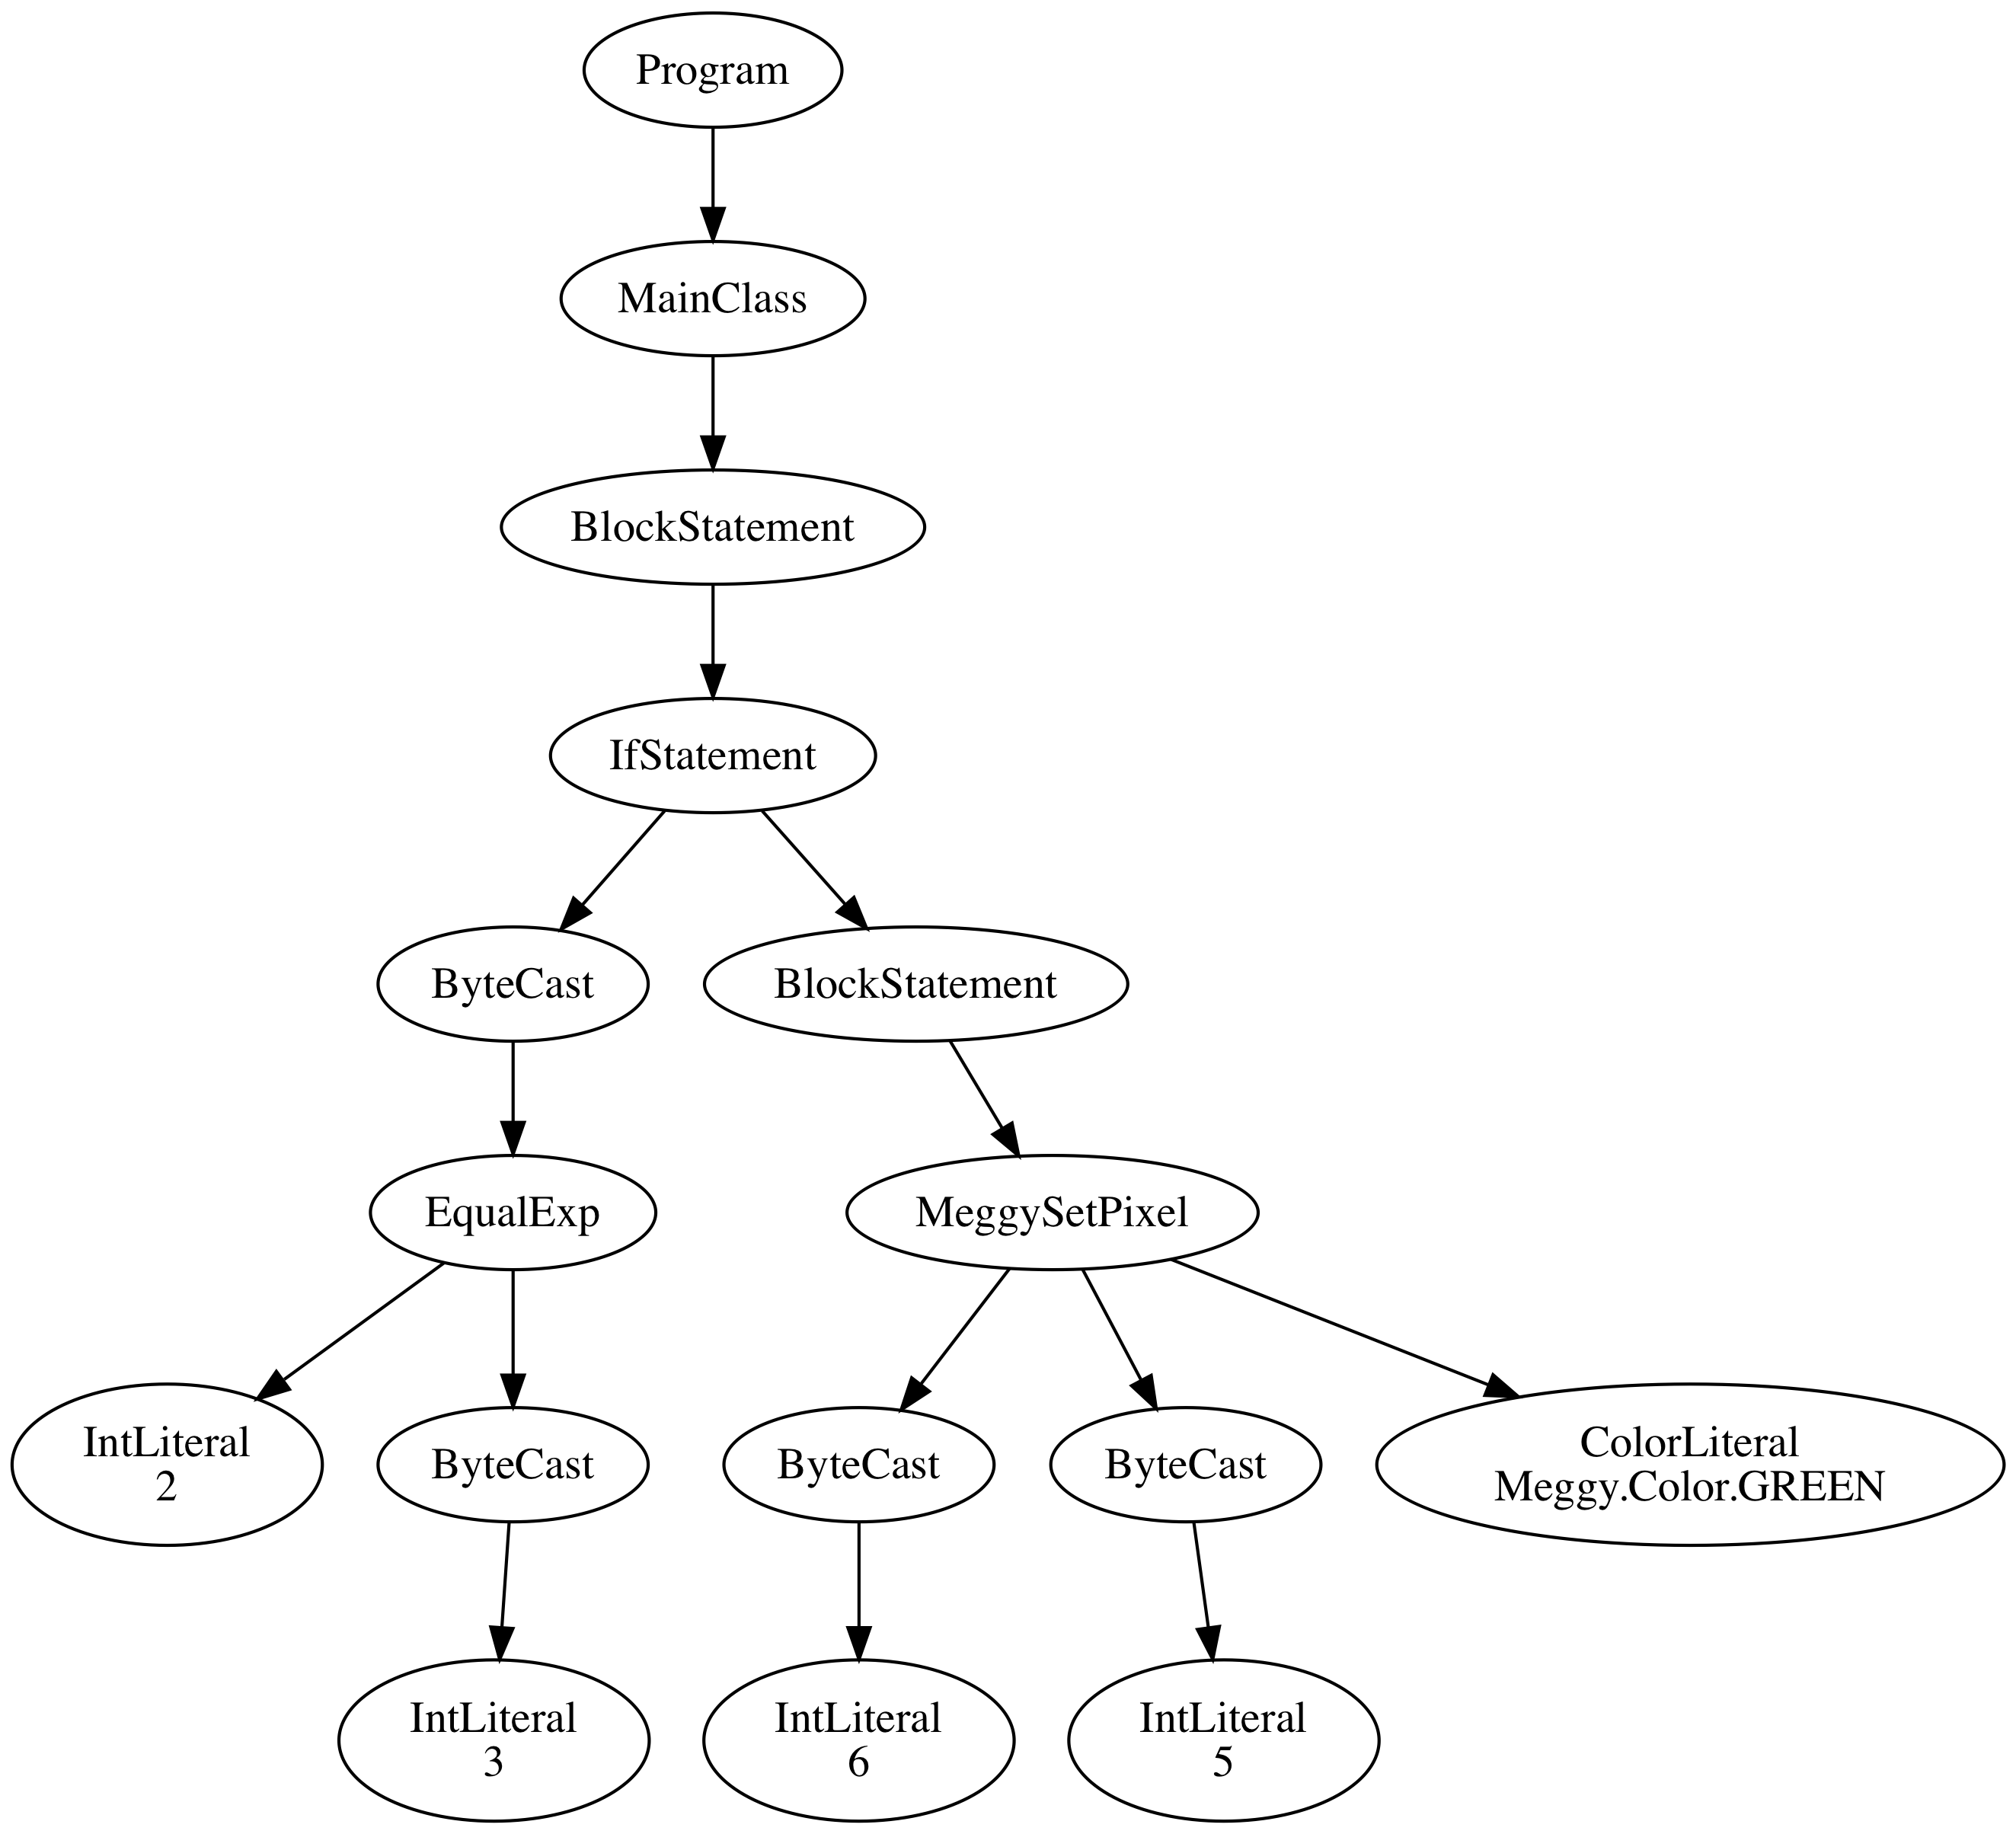 Program
MainClass
BlockStatement
IfStatement
ByteCast
BlockStatement
EqualExp
MeggySetPixel
IntLiteral
2
ByteCast
ByteCast
ByteCast
ColorLiteral
Meggy.Color.GREEN
IntLiteral
3
IntLiteral
6
IntLiteral
5